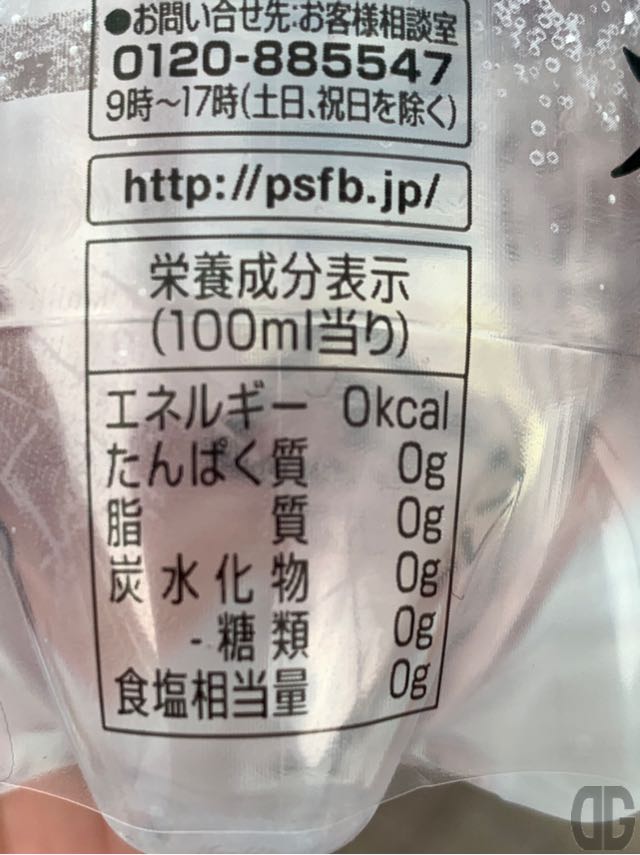 ●お問い合せ先:お客様相談室
0120-885547
9時～17時(土日、祝日を除く)
http://psfb.jp/
栄養成分表示
(100ml当り)
エネルギー 0kcal
たんぱく質 0g
脂質 0g
炭水化物 0g
-糖類 0g
食塩相当量 0g
DG